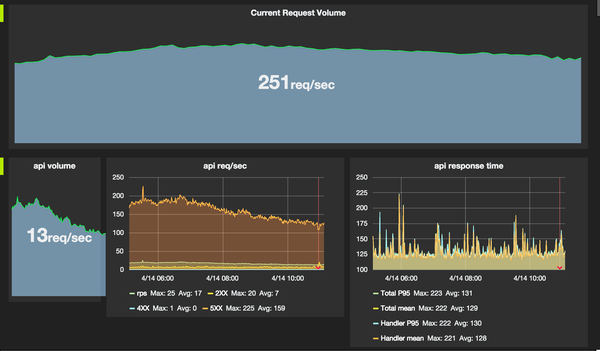 Current Request Volume
251req/sec
api volume
13req/sec
api req/sec
250
200
150
100
50
0
4/14 06:00 4/14 08:00 4/14 10:00
rps Max: 25 Avg: 17 2XX Max: 20 Avg: 7
4XX Max: 1 Avg: 0 5XX Max: 225 Avg: 159
api response time
250
225
200
175
150
125
100
4/14 06:00 4/14 08:00 4/14 10:00
Total P95 Max: 223 Avg: 131
Total mean Max: 222 Avg: 129
Handler P95 Max: 222 Avg: 130
Handler mean Max: 221 Avg: 128